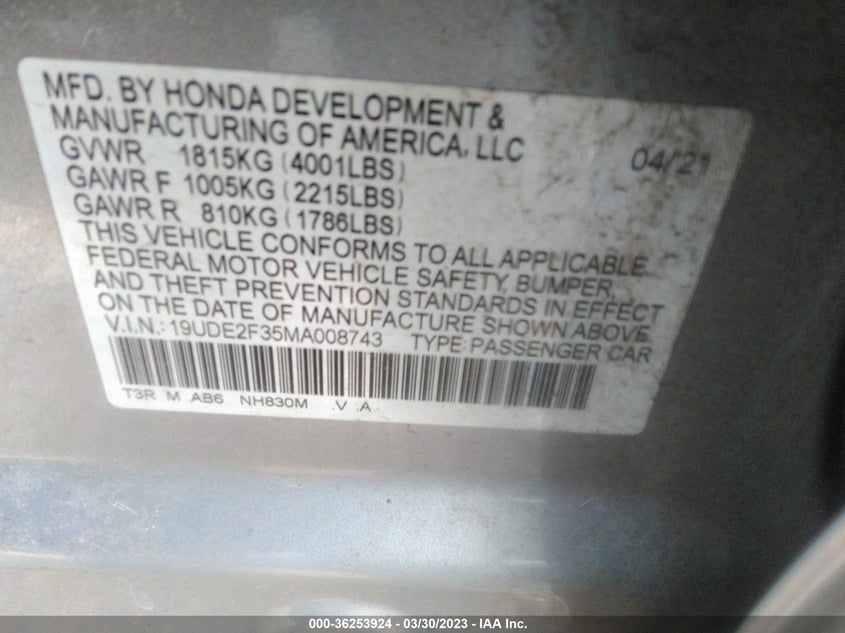 MFD. BY HONDA DEVELOPMENT &
MANUFACTURING OF AMERICA, LLC
GVWR 1815KG (4001LBS) 04/'21
GAWR F 1005KG (2215LBS)
GAWR R 810KG (1786LBS)
THIS VEHICLE CONFORMS TO ALL APPLICABLE
FEDERAL MOTOR VEHICLE SAFETY, BUMPER,
AND THEFT PREVENTION STANDARDS IN EFFECT
ON THE DATE OF MANUFACTURE SHOWN ABOVE.
V.I.N.: 19UDE2F35MA008743 TYPE:PASSENGER CAR
T3R M AB6 NH830M .V .A
000-36253924 - 03/30/2023 - IAA Inc.